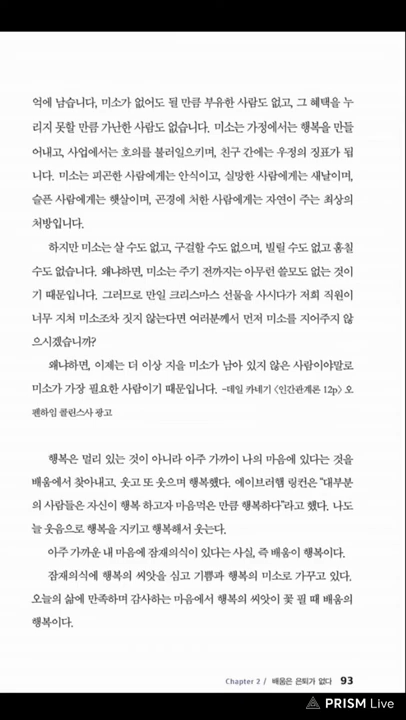 억에 남습니다, 미소가 없어도 될 만큼 부유한 사람도 없고, 그 혜택을 누
리지 못할 만큼 가난한 사람도 없습니다. 미소는 가정에서는 행복을 만들
어내고, 사업에서는 호의를 불러일으키며, 친구 간에는 우정의 징표가 됩
니다. 미소는 피곤한 사람에게는 안식이고, 실망한 사람에게는 새날이며,
슬픈 사람에게는 햇살이며, 곤경에 처한 사람에게는 자연이 주는 최상의
처방입니다.
하지만 미소는 살 수도 없고, 구걸할 수도 없으며, 빌릴 수도 없고 훔칠
수도 없습니다. 왜냐하면, 미소는 주기 전까지는 아무런 쓸모도 없는 것이
기 때문입니다. 그러므로 만일 크리스마스 선물을 사시다가 저희 직원이
너무 지쳐 미소조차 짓지 않는다면 여러분께서 먼저 미소를 지어주지 않
으시겠습니까?
왜냐하면, 이제는 더 이상 지을 미소가 남아 있지 않은 사람이야말로
미소가 가장 필요한 사람이기 때문입니다. -데일 카네기 〈인간관계론 12p〉 오
펜하임 콜린스사 광고
행복은 멀리 있는 것이 아니라 아주 가까이 나의 마음에 있다는 것을
배움에서 찾아내고, 웃고 또 웃으며 행복했다. 에이브러햄 링컨은 “대부분
의 사람들은 자신이 행복 하고자 마음먹은 만큼 행복하다”라고 했다. 나도
늘 웃음으로 행복을 지키고 행복해서 웃는다.
아주 가까운 내 마음에 잠재의식이 있다는 사실, 즉 배움이 행복이다.
잠재의식에 행복의 씨앗을 심고 기쁨과 행복의 미소로 가꾸고 있다.
오늘의 삶에 만족하며 감사하는 마음에서 행복의 씨앗이 꽃 필 때 배움의
행복이다.
Chapter 2 / 배움은 은퇴가 없다 93
PRISM Live